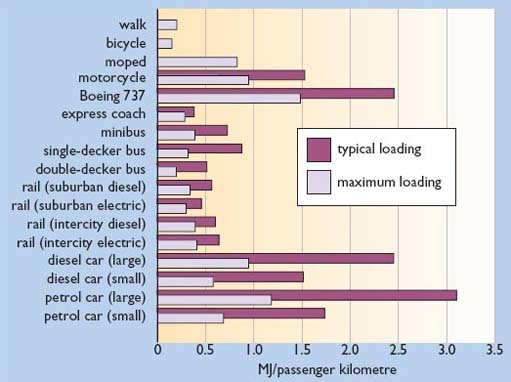 walk
bicycle
moped
motorcycle
Boeing 737
express coach
minibus
single-decker bus
double-decker bus
rail (suburban diesel)
rail (suburban electric)
rail (intercity diesel)
rail (intercity electric)
diesel car (large)
diesel car (small)
petrol car (large)
petrol car (small)
typical loading
maximum loading
0 0.5 1.0 1.5 2.0 2.5 3.0 3.5
MJ/passenger kilometre